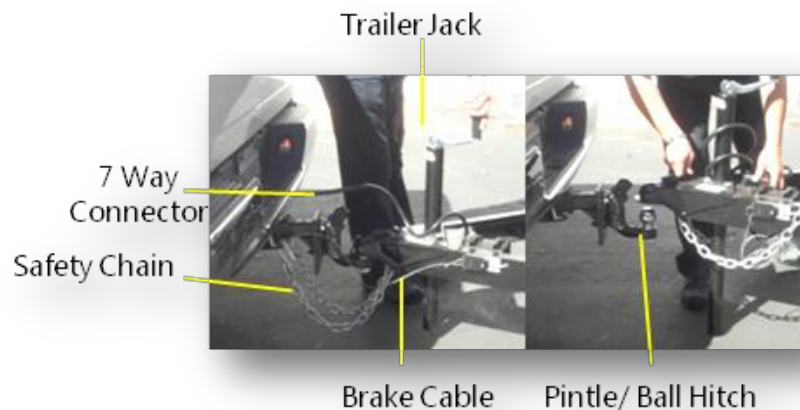 Trailer Jack
7 Way
Connector
Safety Chain
Brake Cable
Pintle/ Ball Hitch